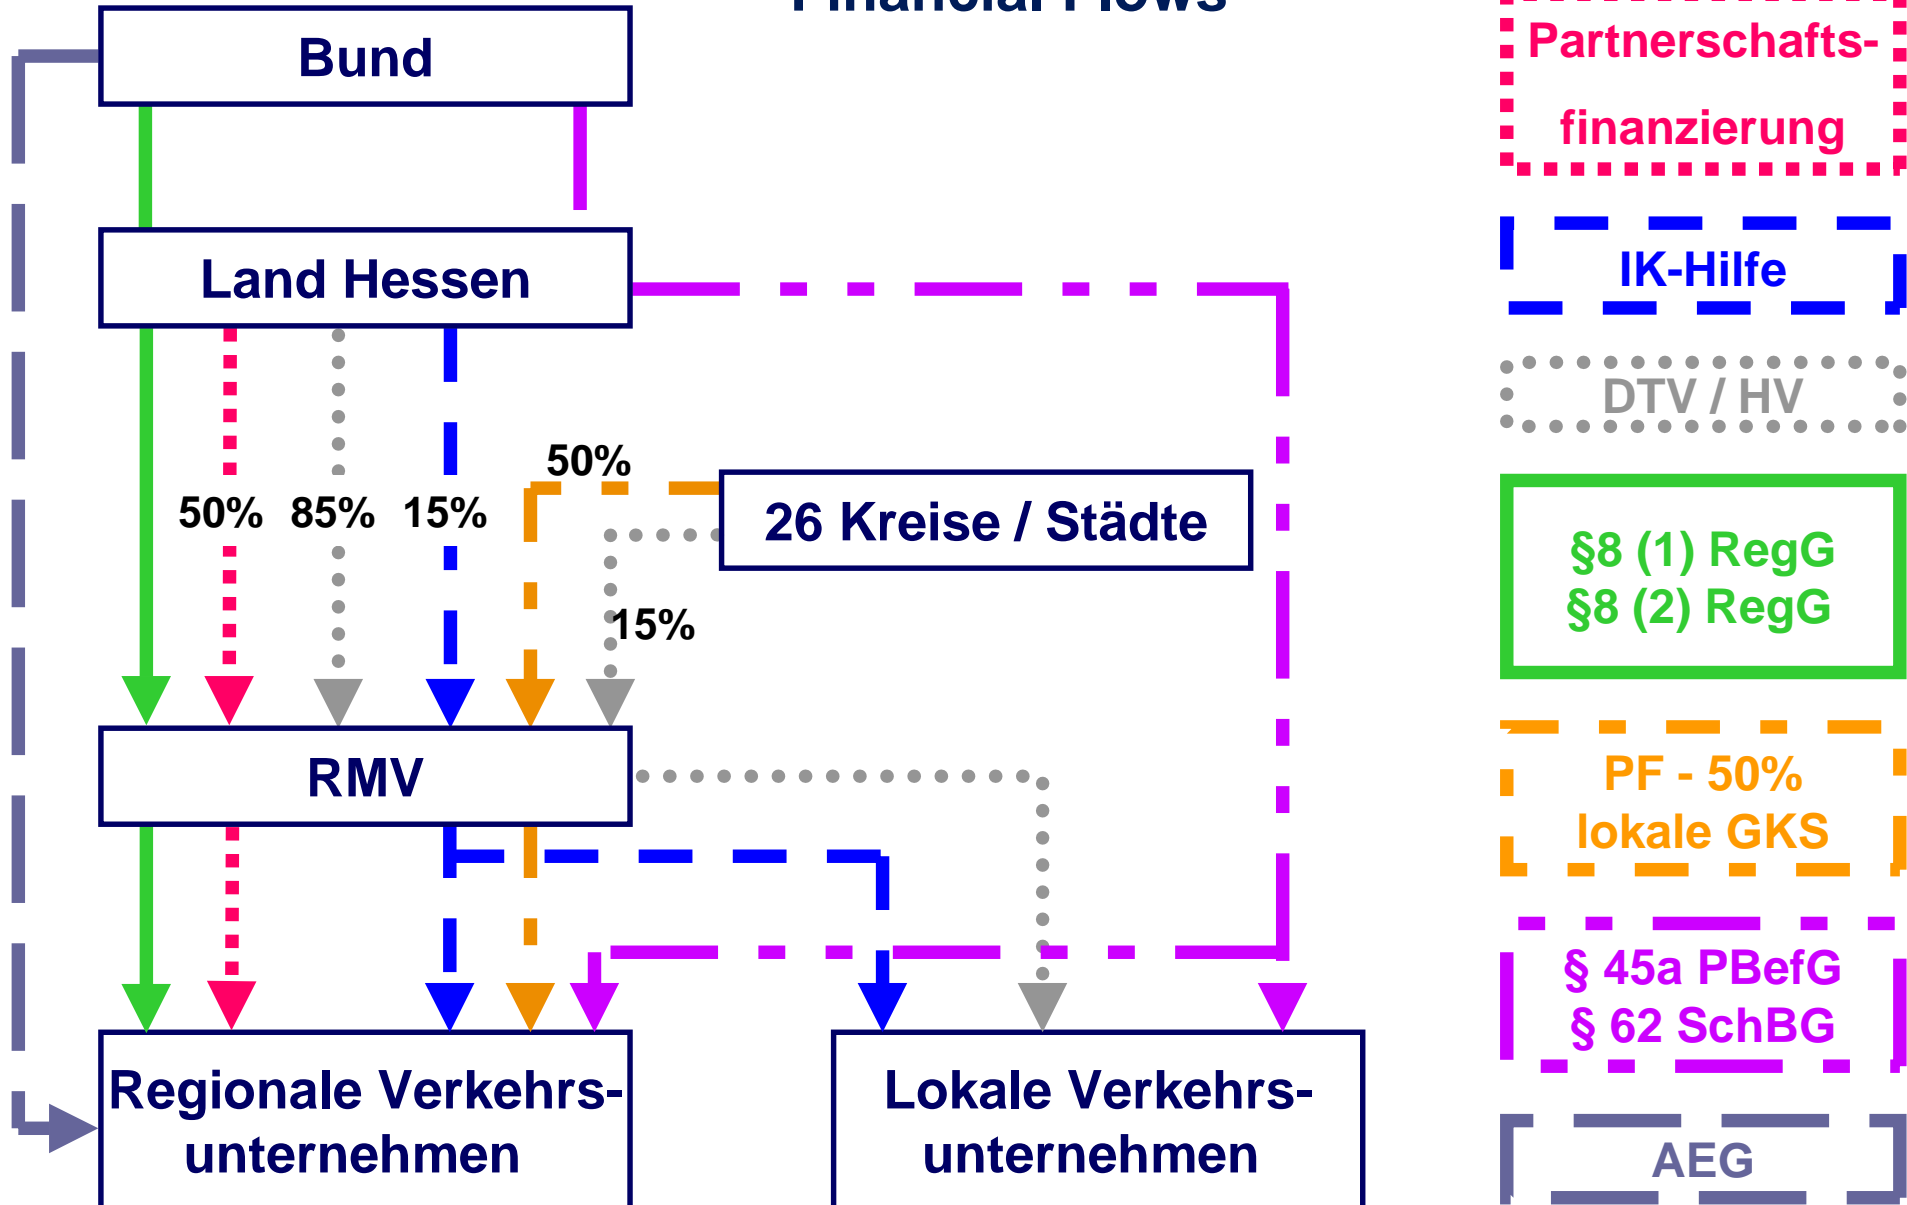 Financial Flows
Bund
Land Hessen
50%
50% 85% 15%
26 Kreise / Städte
15%
RMV
Regionale Verkehrs-
unternehmen
Lokale Verkehrs-
unternehmen
Partnerschafts-
finanzierung
IK-Hilfe
DTV / HV
§8 (1) RegG
§8 (2) RegG
PF - 50%
lokale GKS
§ 45a PBefG
§ 62 SchBG
AEG